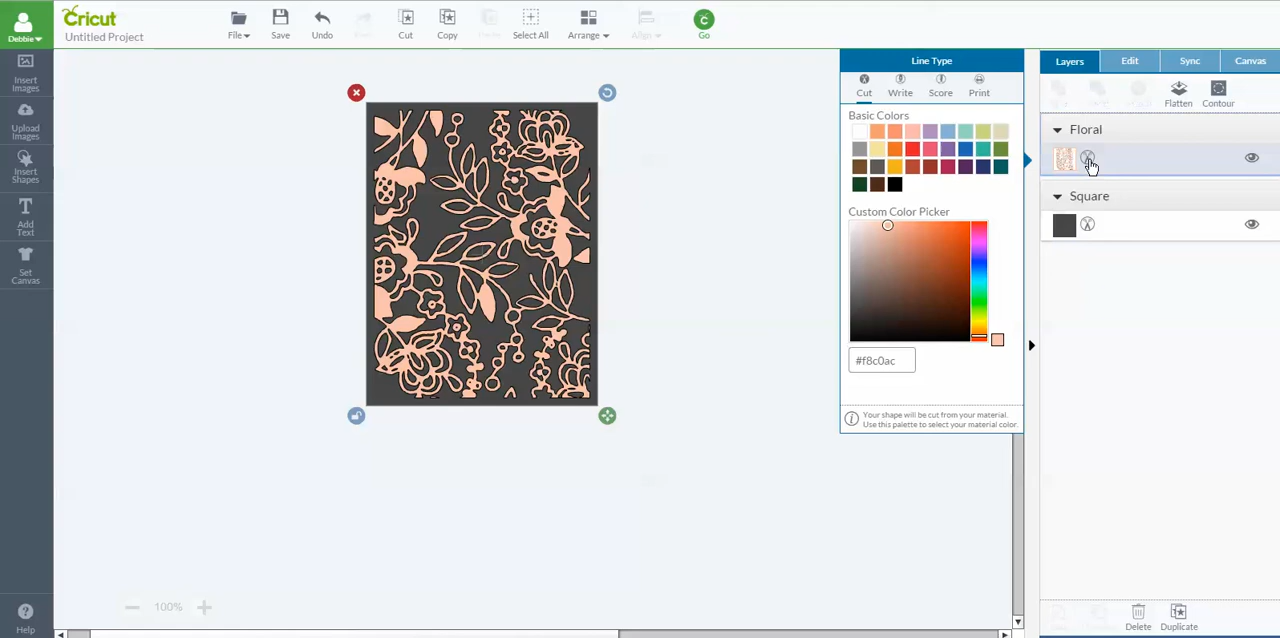 Debbie
Cricut
Untitled Project
File
Save
Undo
Cut
Copy
Select All
Arrange
Align
Go
Insert
Images
Upload
Images
Insert
Shapes
Add
Text
Set
Canvas
Help
Line Type
Cut
Write
Score
Print
Basic Colors
Custom Color Picker
#f8c0ac
Your shape will be cut from your material.
Use this palette to select your material color.
Layers
Edit
Sync
Canvas
Flatten
Contour
Floral
Square
Delete
Duplicate
100%